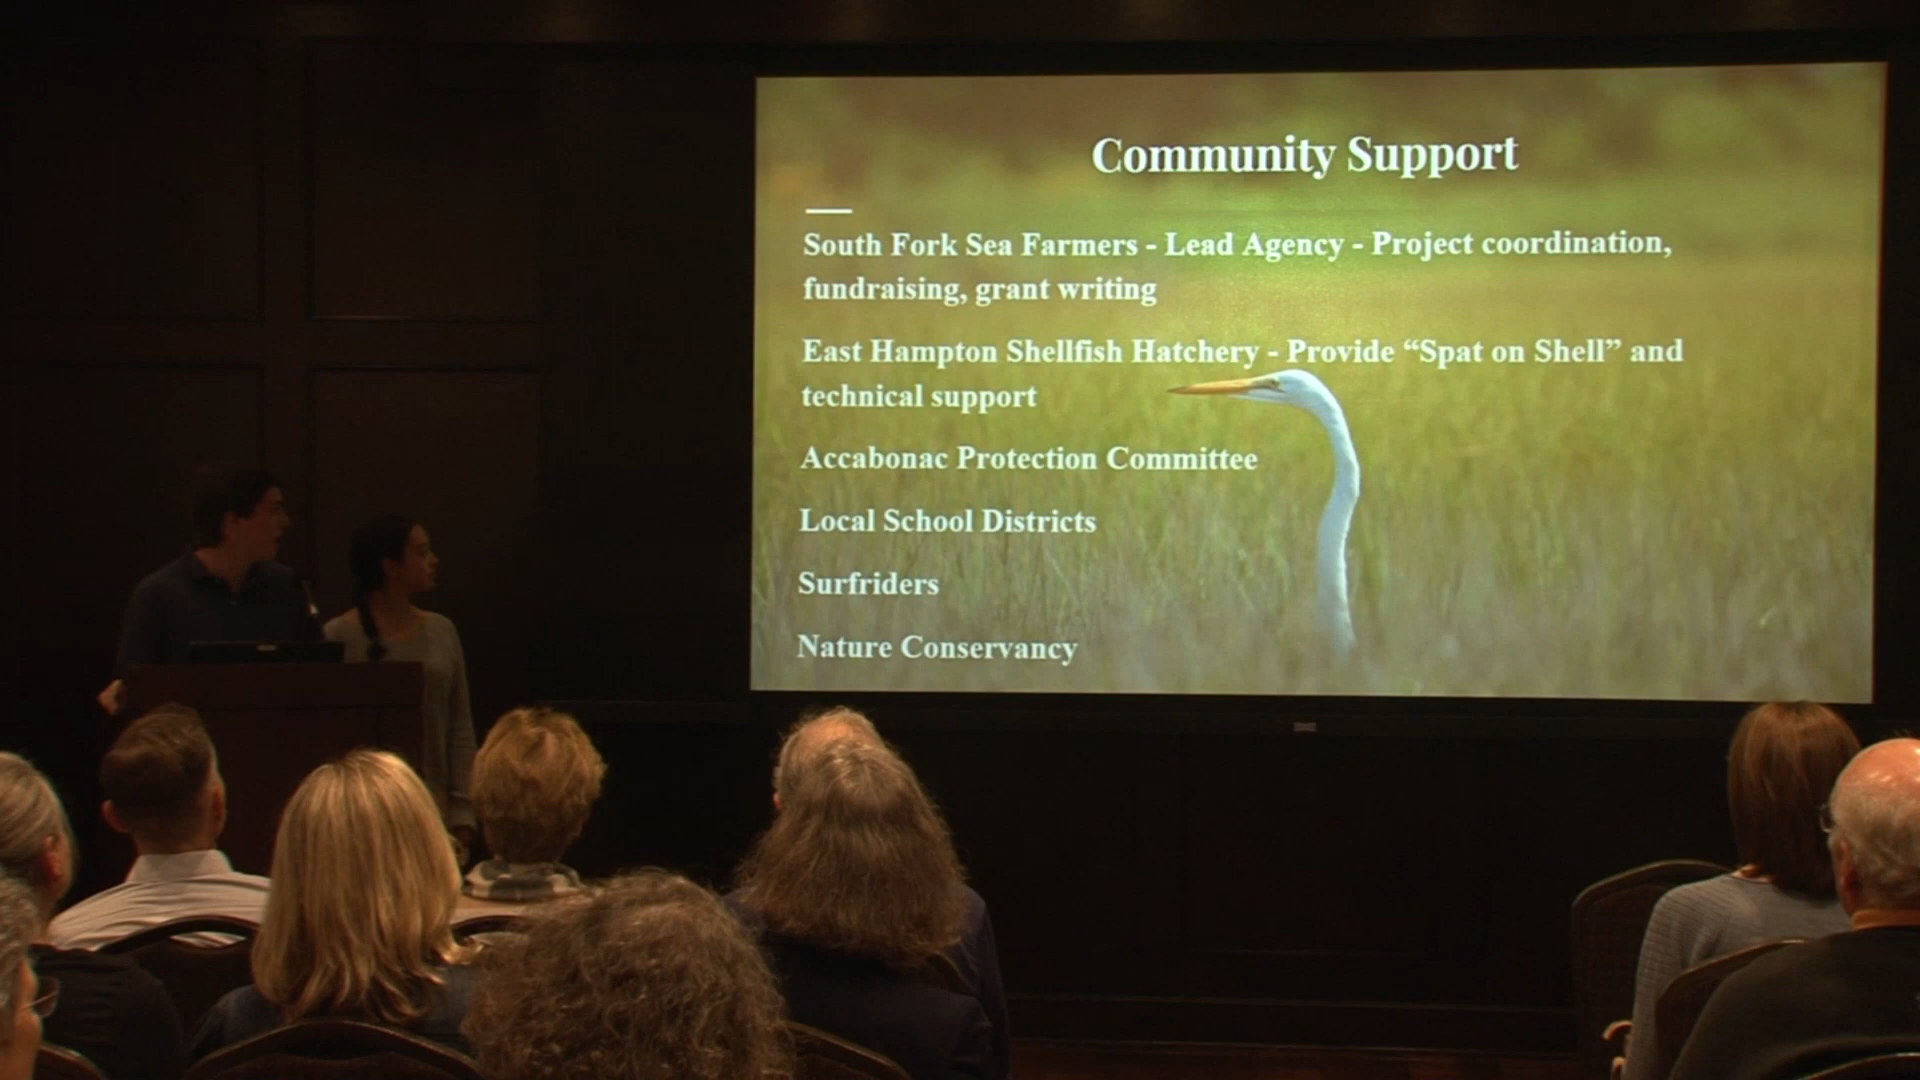 Community Support
South Fork Sea Farmers - Lead Agency - Project coordination,
fundraising, grant writing
East Hampton Shellfish Hatchery - Provide “Spat on Shell” and
technical support
Accabonac Protection Committee
Local School Districts
Surfriders
Nature Conservancy